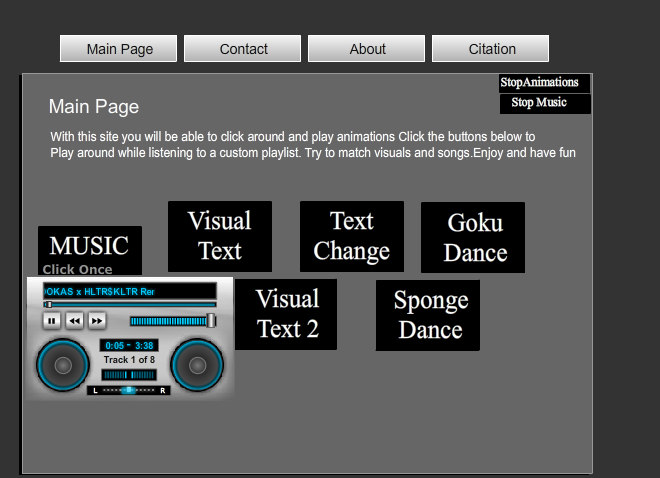 Main Page
Contact
About
Citation
StopAnimations
Stop Music
Main Page
With this site you will be able to click around and play animations Click the buttons below to
Play around while listening to a custom playlist. Try to match visuals and songs.Enjoy and have fun
MUSIC
Click Once
Visual
Text
Text
Change
Goku
Dance
OKAS x HLTR$KLTR Rer
0:05 - 3:38
Track 1 of 8
L R
Visual
Text 2
Sponge
Dance